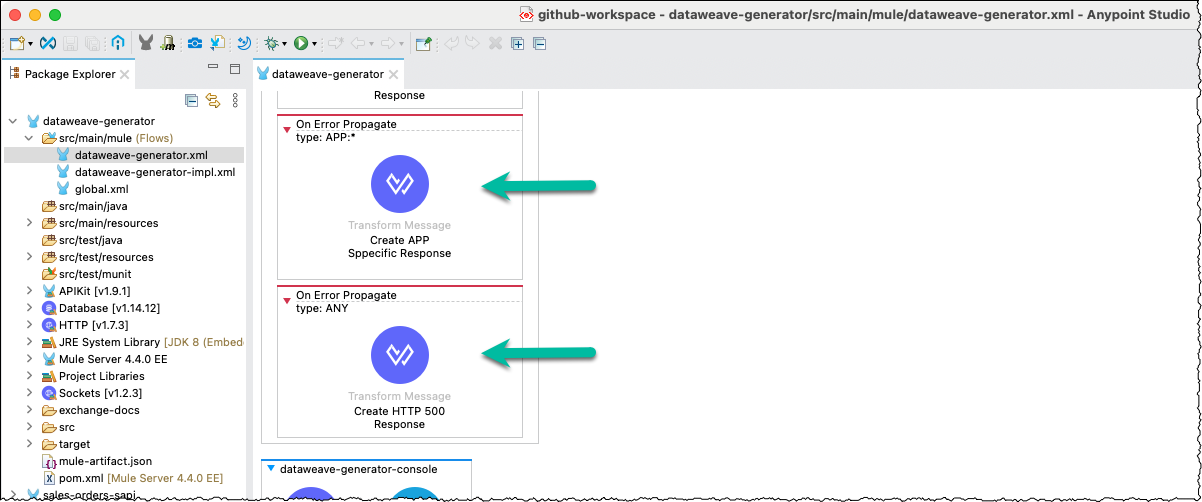 github-workspace - dataweave-generator/src/main/mule/dataweave-generator.xml - Anypoint Studio
Package Explorer
dataweave-generator
src/main/mule (Flows)
dataweave-generator.xml
dataweave-generator-impl.xml
global.xml
src/main/java
src/main/resources
src/test/java
src/test/resources
src/test/munit
APIKit [v1.9.1]
Database [v1.14.12]
HTTP [v1.7.3]
JRE System Library [JDK 8 (Embed
Mule Server 4.4.0 EE
Project Libraries
Sockets [v1.2.3]
exchange-docs
src
target
mule-artifact.json
pom.xml [Mule Server 4.4.0 EE]
sales-orders-sapi
dataweave-generator
Response
On Error Propagate
type: APP:*
Transform Message
Create APP
Sppecific Response
On Error Propagate
type: ANY
Transform Message
Create HTTP 500
Response
dataweave-generator-console